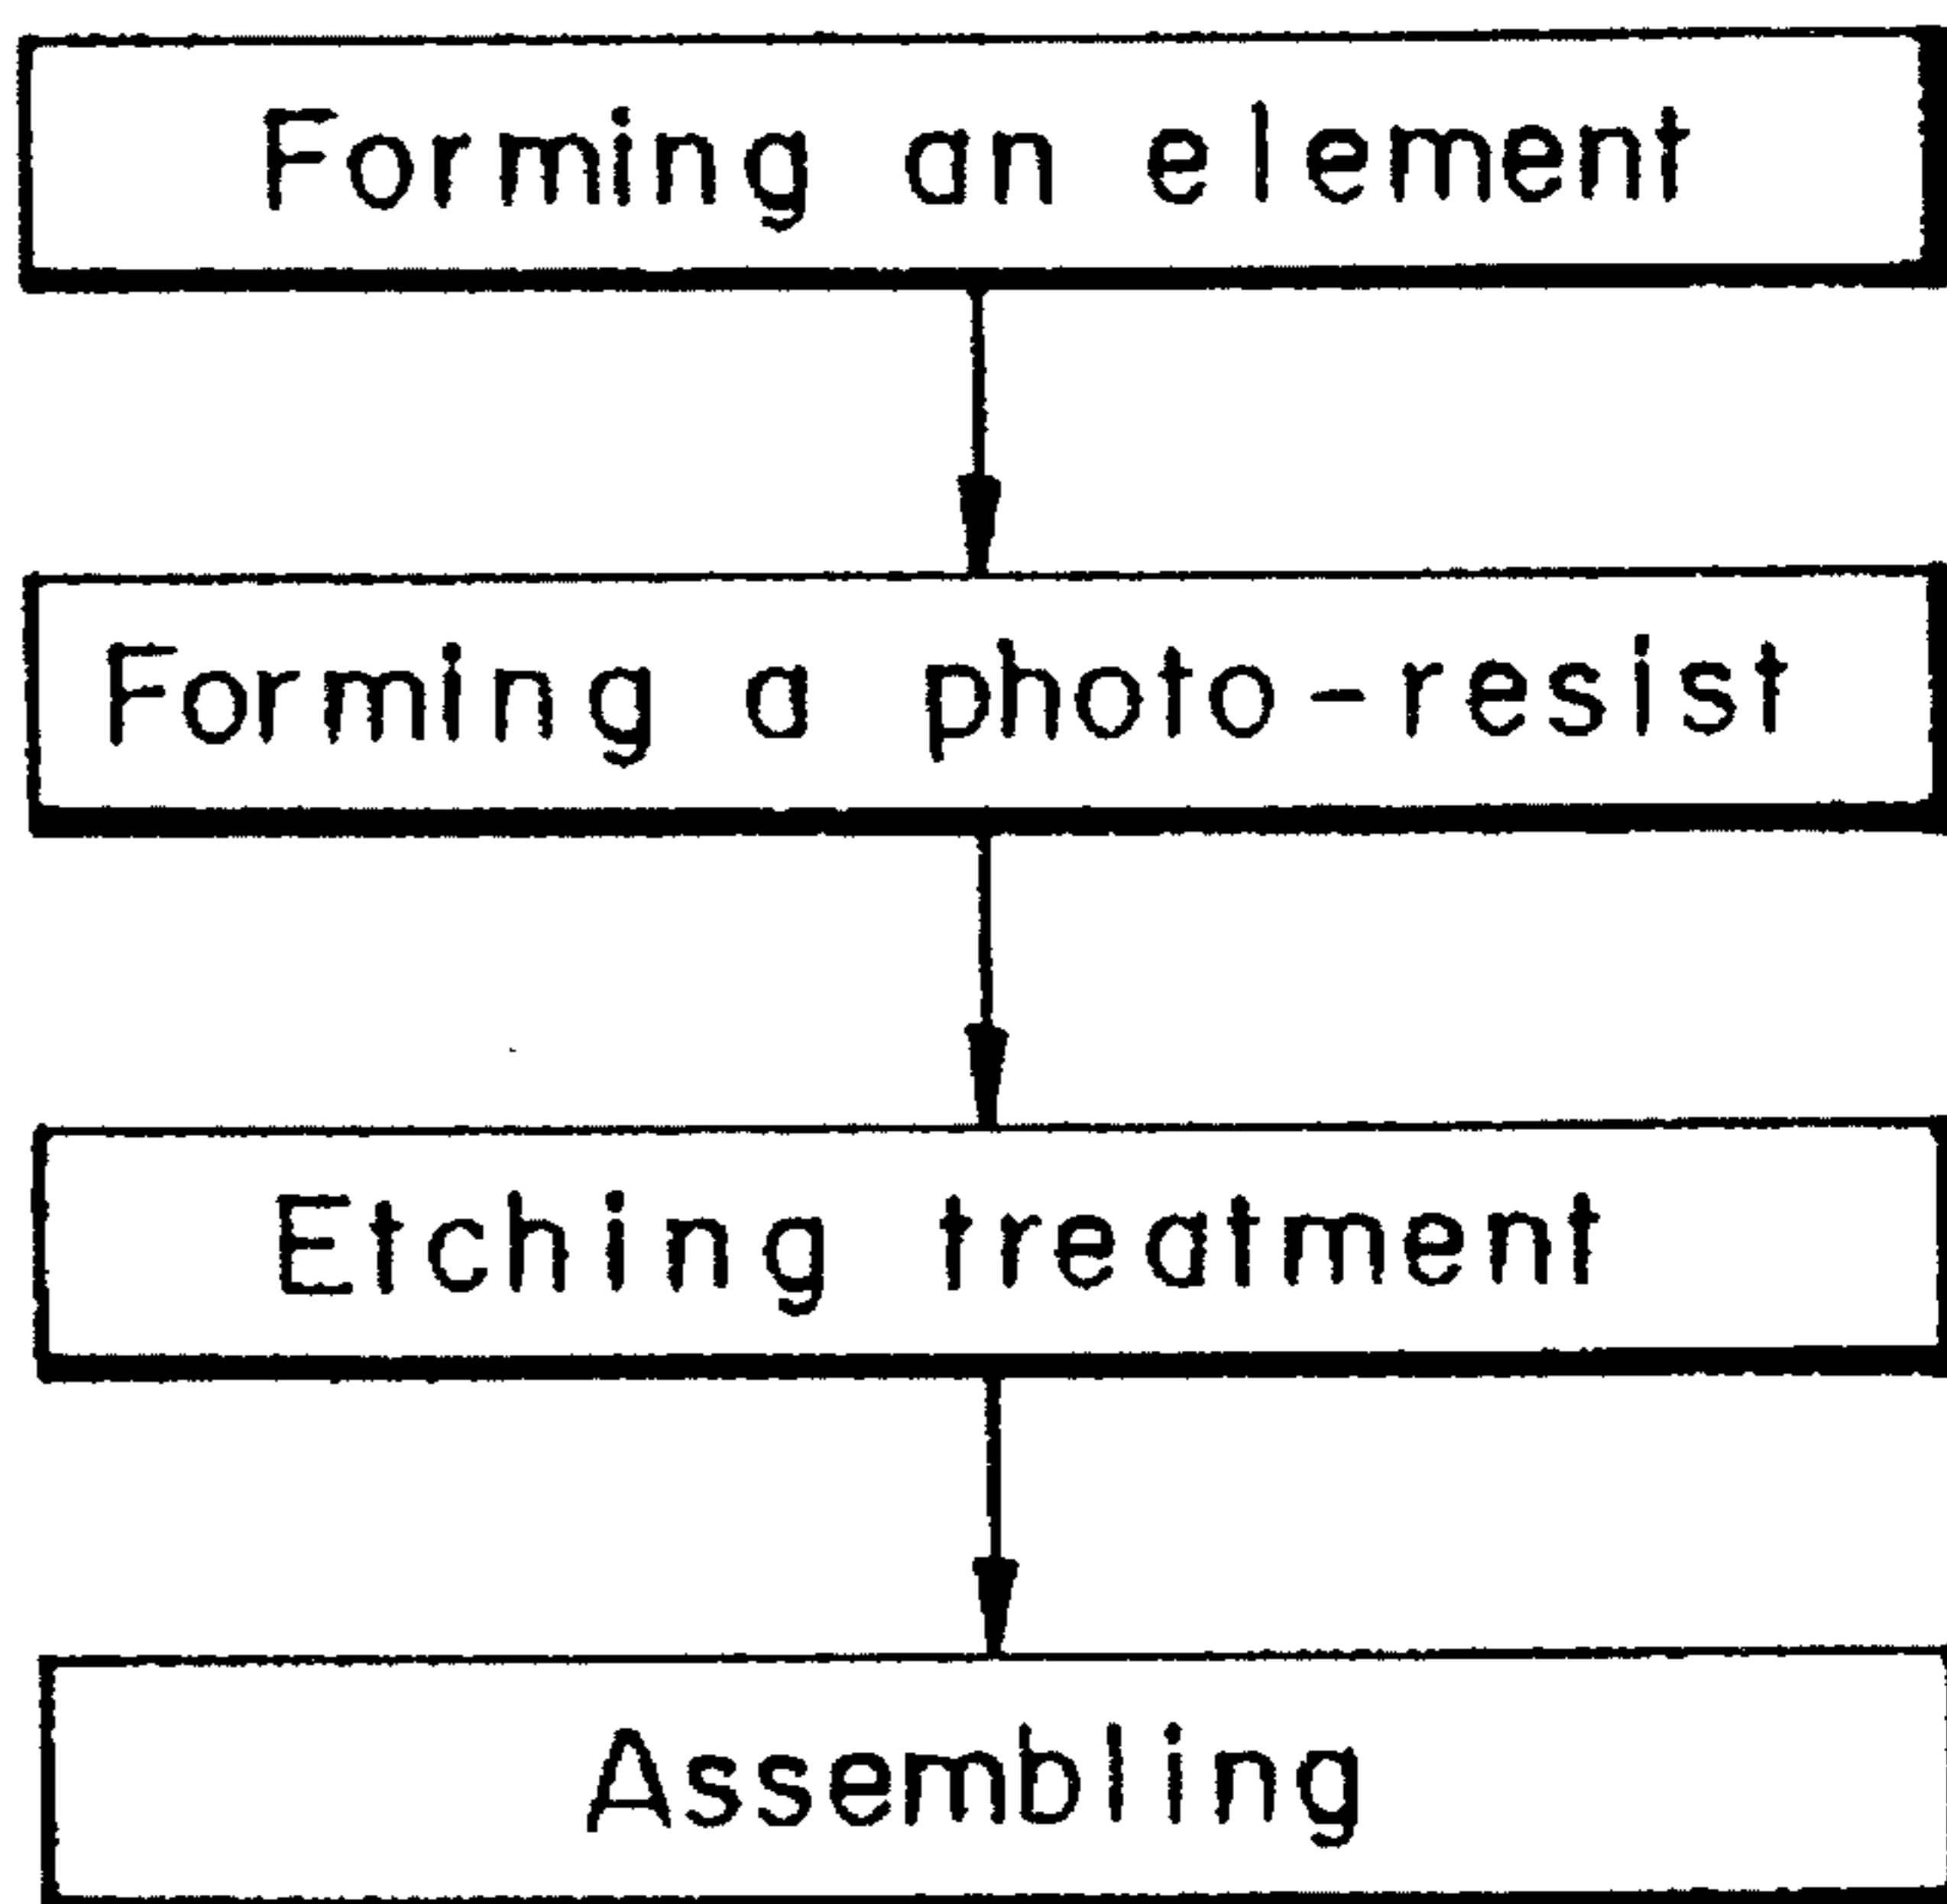 Forming an element
Forming a photo-resist
Etching treatment
Assembling